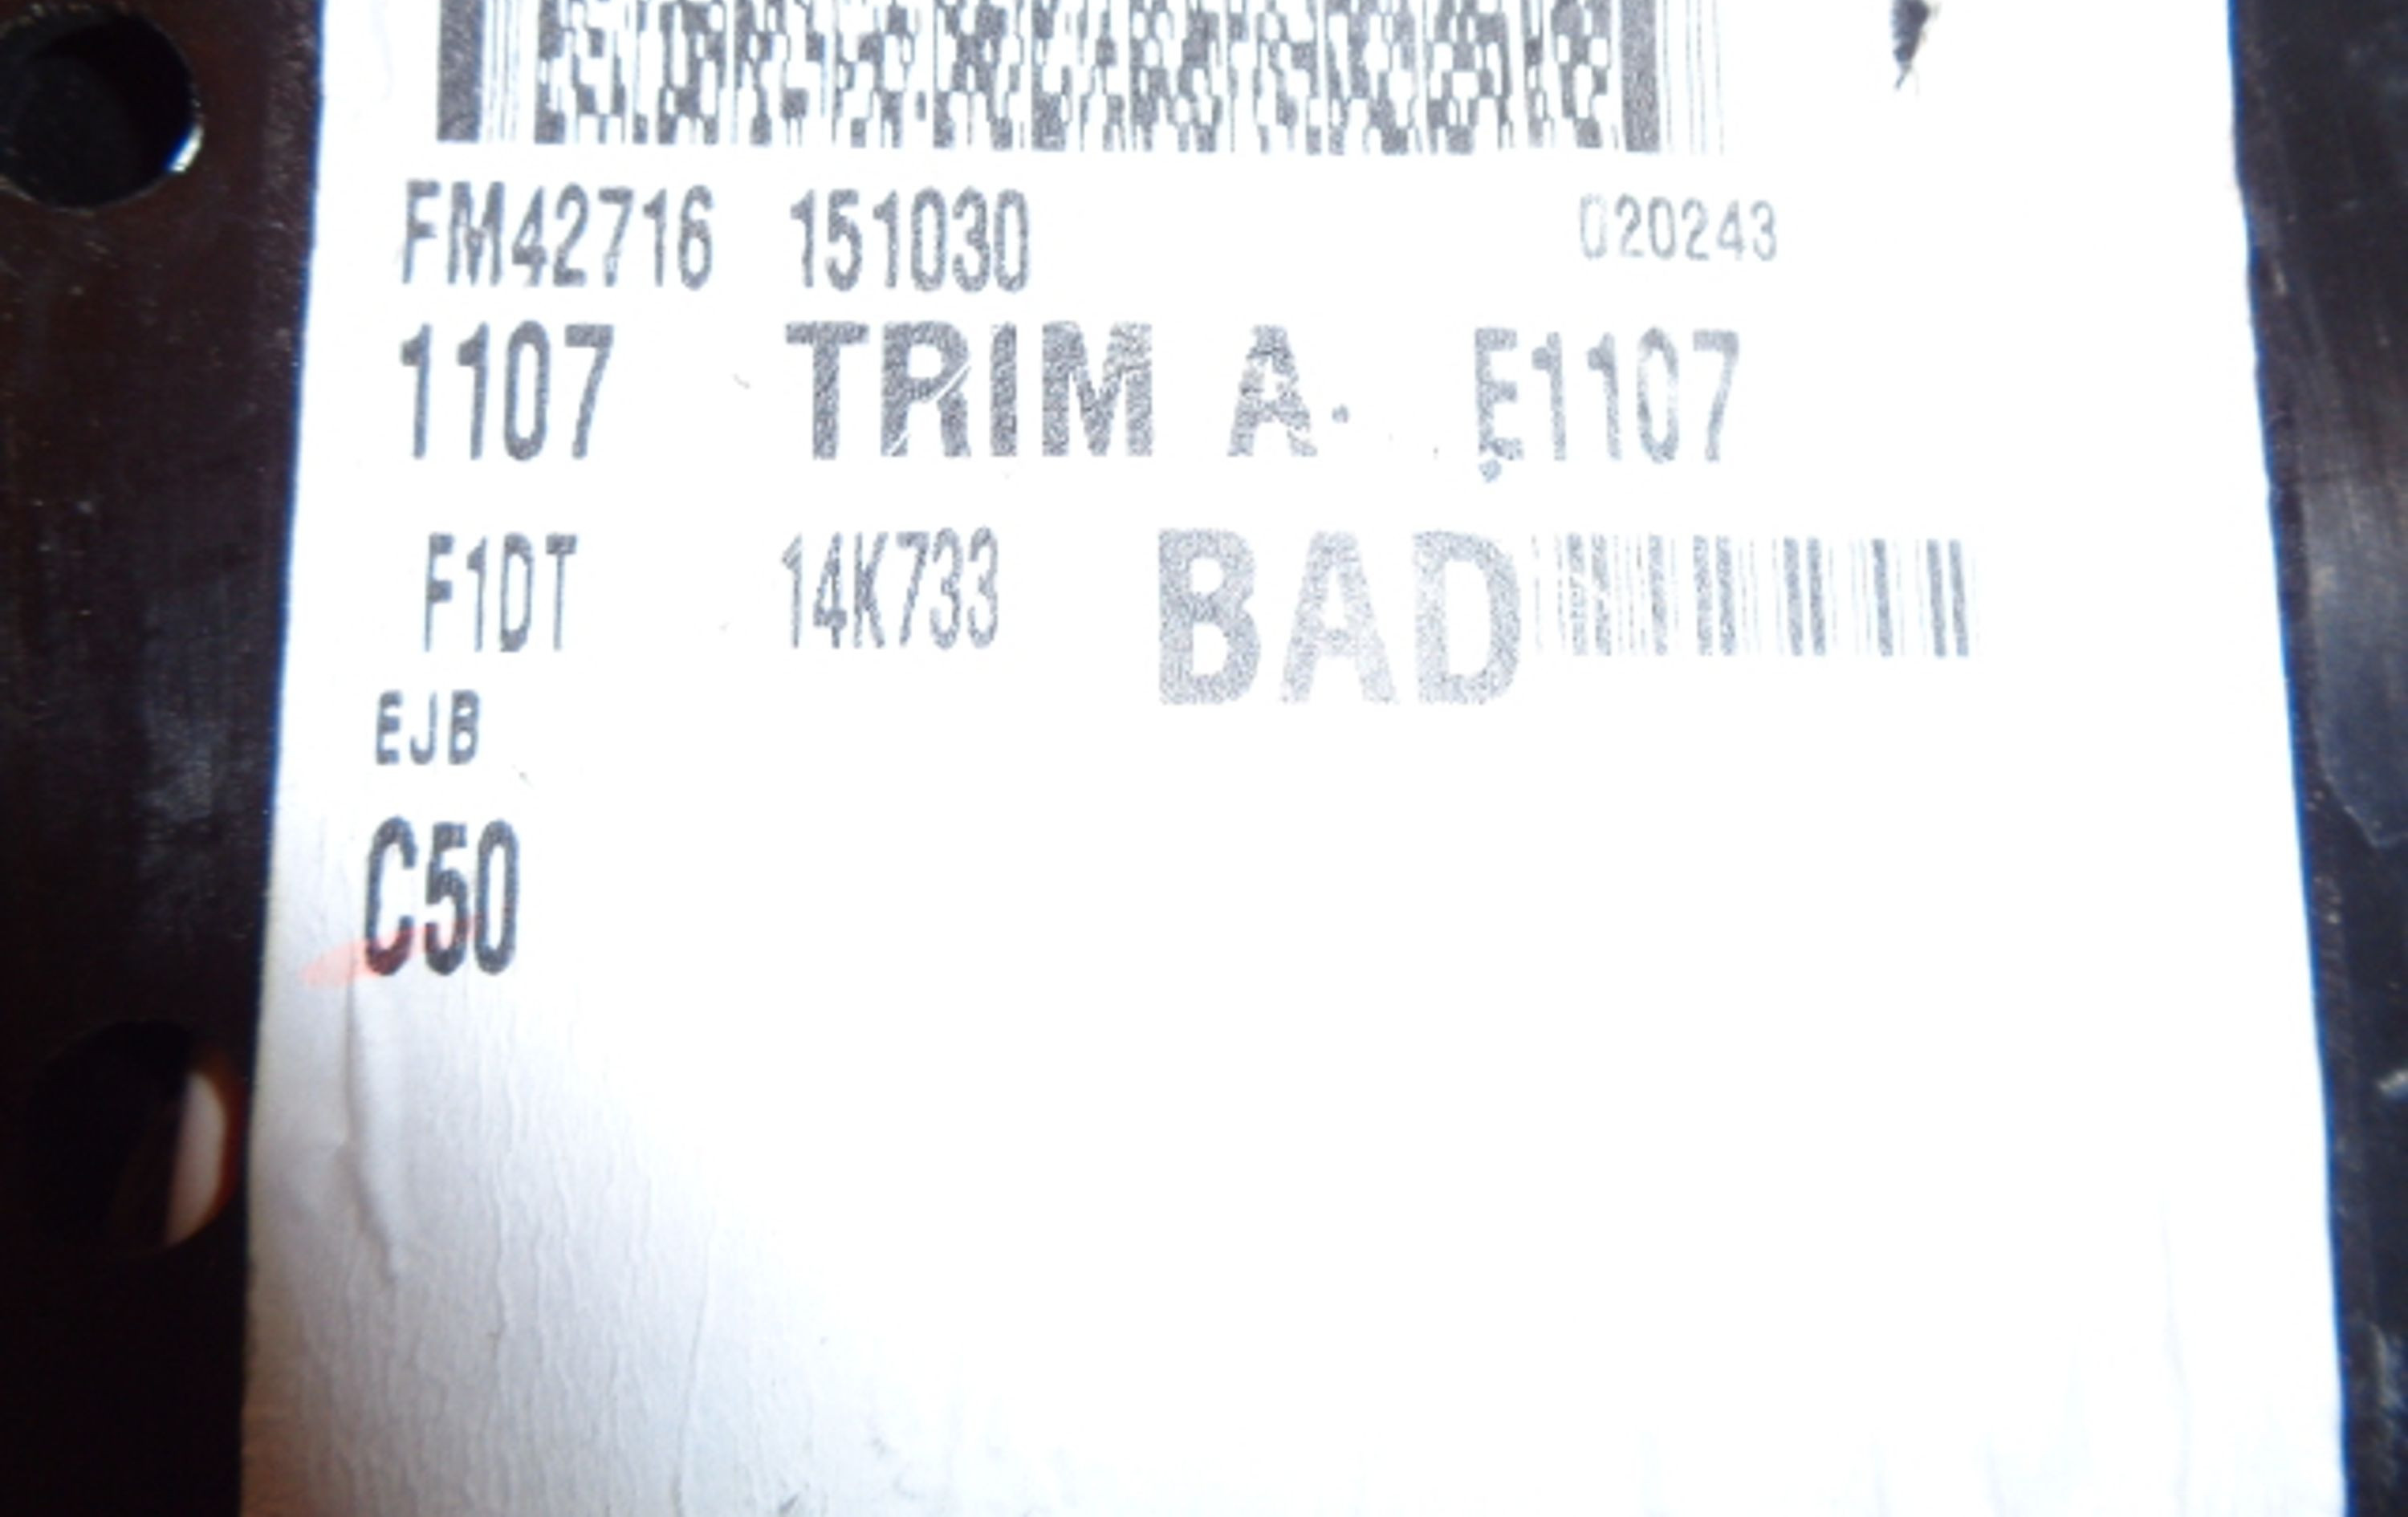 FM42716 151030 020243
1107 TRIM A E1107
F1DT 14K733 BAD
EJB
C50